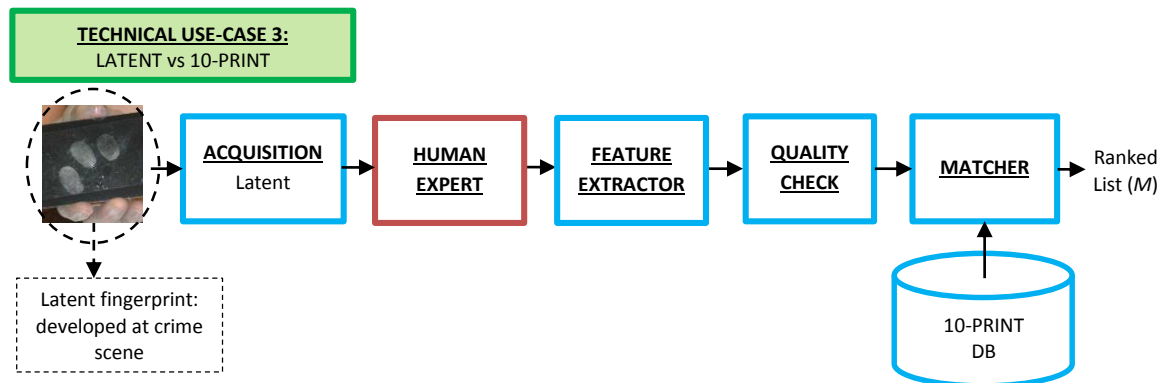 TECHNICAL USE-CASE 3:
LATENT vs 10-PRINT
ACQUISITION
Latent
HUMAN
EXPERT
FEATURE
EXTRACTOR
QUALITY
CHECK
MATCHER
Ranked
List (M)
Latent fingerprint:
developed at crime
scene
10-PRINT
DB